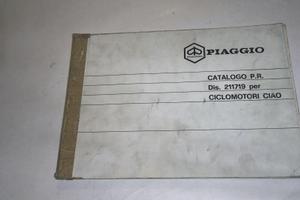 PIAGGIO
CATALOGO P.R.
Dis. 211719 per
CICLOMOTORI CIAO